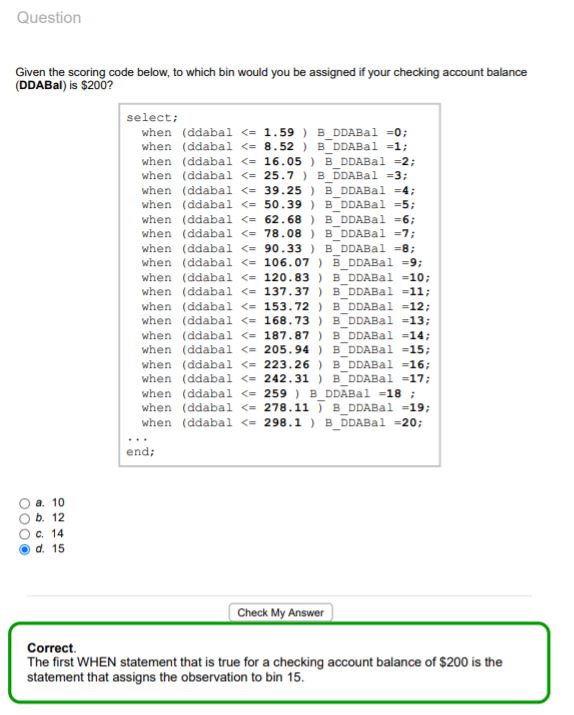 Question
Given the scoring code below, to which bin would you be assigned if your checking account balance
(DDABal) is $200?
select;
when (ddabal <= 1.59 ) B_DDABal =0;
when (ddabal <= 8.52 ) B_DDABal =1;
when (ddabal <= 16.05 ) B_DDABal =2;
when (ddabal <= 25.7 ) B_DDABal =3;
when (ddabal <= 39.25 ) B_DDABal =4;
when (ddabal <= 50.39 ) B_DDABal =5;
when (ddabal <= 62.68 ) B_DDABal =6;
when (ddabal <= 78.08 ) B_DDABal =7;
when (ddabal <= 90.33 ) B_DDABal =8;
when (ddabal <= 106.07 ) B_DDABal =9;
when (ddabal <= 120.83 ) B_DDABal =10;
when (ddabal <= 137.37 ) B_DDABal =11;
when (ddabal <= 153.72 ) B_DDABal =12;
when (ddabal <= 168.73 ) B_DDABal =13;
when (ddabal <= 187.87 ) B_DDABal =14;
when (ddabal <= 205.94 ) B_DDABal =15;
when (ddabal <= 223.26 ) B_DDABal =16;
when (ddabal <= 242.31 ) B_DDABal =17;
when (ddabal <= 259 ) B_DDABal =18 ;
when (ddabal <= 278.11 ) B_DDABal =19;
when (ddabal <= 298.1 ) B_DDABal =20;
...
end;
a. 10
b. 12
c. 14
d. 15
Check My Answer
Correct.
The first WHEN statement that is true for a checking account balance of $200 is the
statement that assigns the observation to bin 15.